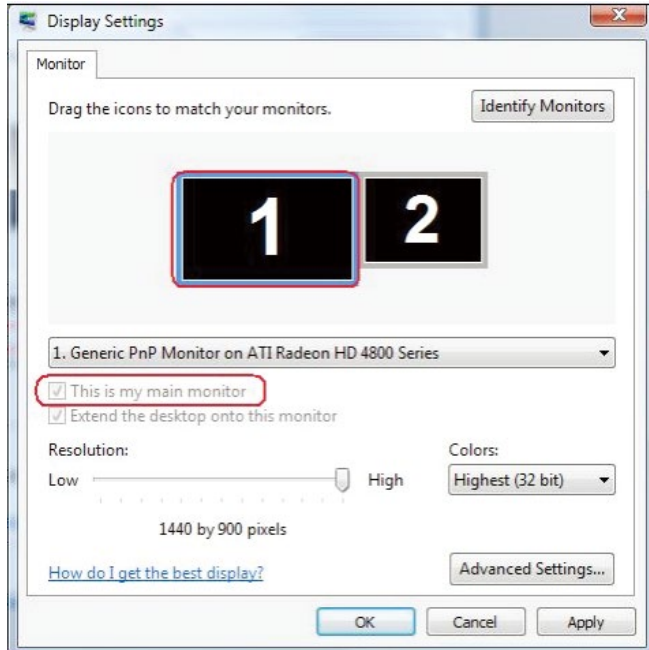 Display Settings
Monitor
Drag the icons to match your monitors.
Identify Monitors
1
2
1. Generic PnP Monitor on ATI Radeon HD 4800 Series
This is my main monitor
Extend the desktop onto this monitor
Resolution:
Colors:
Low
High
Highest (32 bit)
1440 by 900 pixels
How do I get the best display?
Advanced Settings...
OK
Cancel
Apply